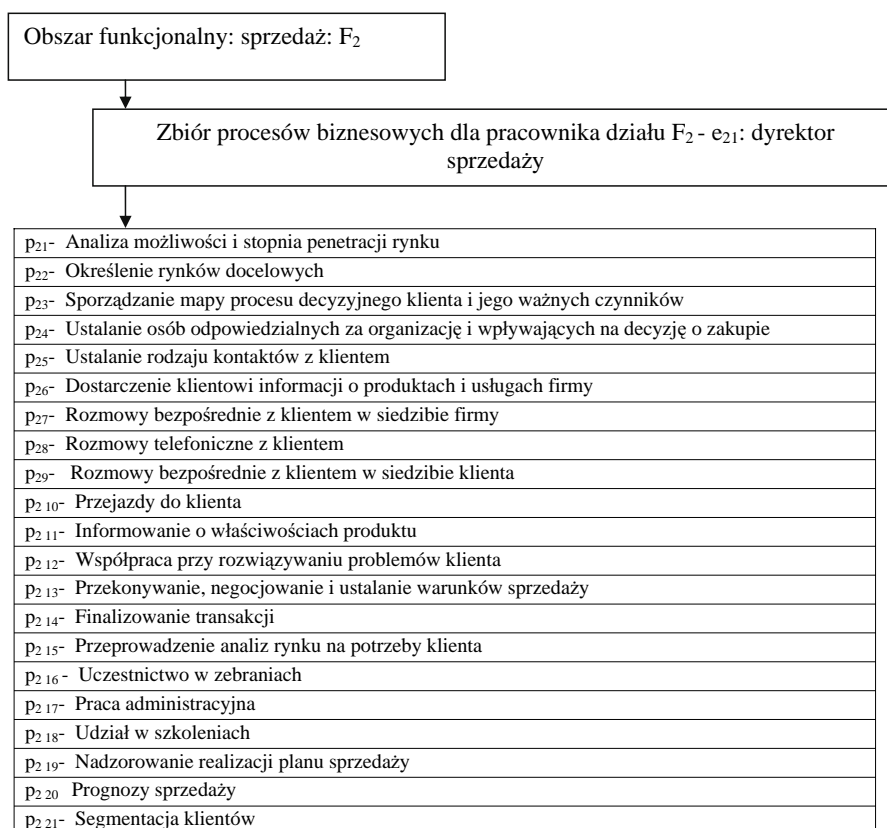 Obszar funkcjonalny: sprzedaż: F₂
Zbiór procesów biznesowych dla pracownika działu F₂ - e₂₁: dyrektor
sprzedaży
p₂₁- Analiza możliwości i stopnia penetracji rynku
p₂₂- Określenie rynków docelowych
p₂₃- Sporządzanie mapy procesu decyzyjnego klienta i jego ważnych czynników
p₂₄- Ustalanie osób odpowiedzialnych za organizację i wpływających na decyzję o zakupie
p₂₅- Ustalanie rodzaju kontaktów z klientem
p₂₆- Dostarczenie klientowi informacji o produktach i usługach firmy
p₂₇- Rozmowy bezpośrednie z klientem w siedzibie firmy
p₂₈- Rozmowy telefoniczne z klientem
p₂₉- Rozmowy bezpośrednie z klientem w siedzibie klienta
p₂ ₁₀- Przejazdy do klienta
p₂ ₁₁- Informowanie o właściwościach produktu
p₂ ₁₂- Współpraca przy rozwiązywaniu problemów klienta
p₂ ₁₃- Przekonywanie, negocjowanie i ustalanie warunków sprzedaży
p₂ ₁₄- Finalizowanie transakcji
p₂ ₁₅- Przeprowadzenie analiz rynku na potrzeby klienta
p₂ ₁₆ - Uczestnictwo w zebraniach
p₂ ₁₇- Praca administracyjna
p₂ ₁₈- Udział w szkoleniach
p₂ ₁₉- Nadzorowanie realizacji planu sprzedaży
p₂ ₂₀ Prognozy sprzedaży
p₂ ₂₁- Segmentacja klientów